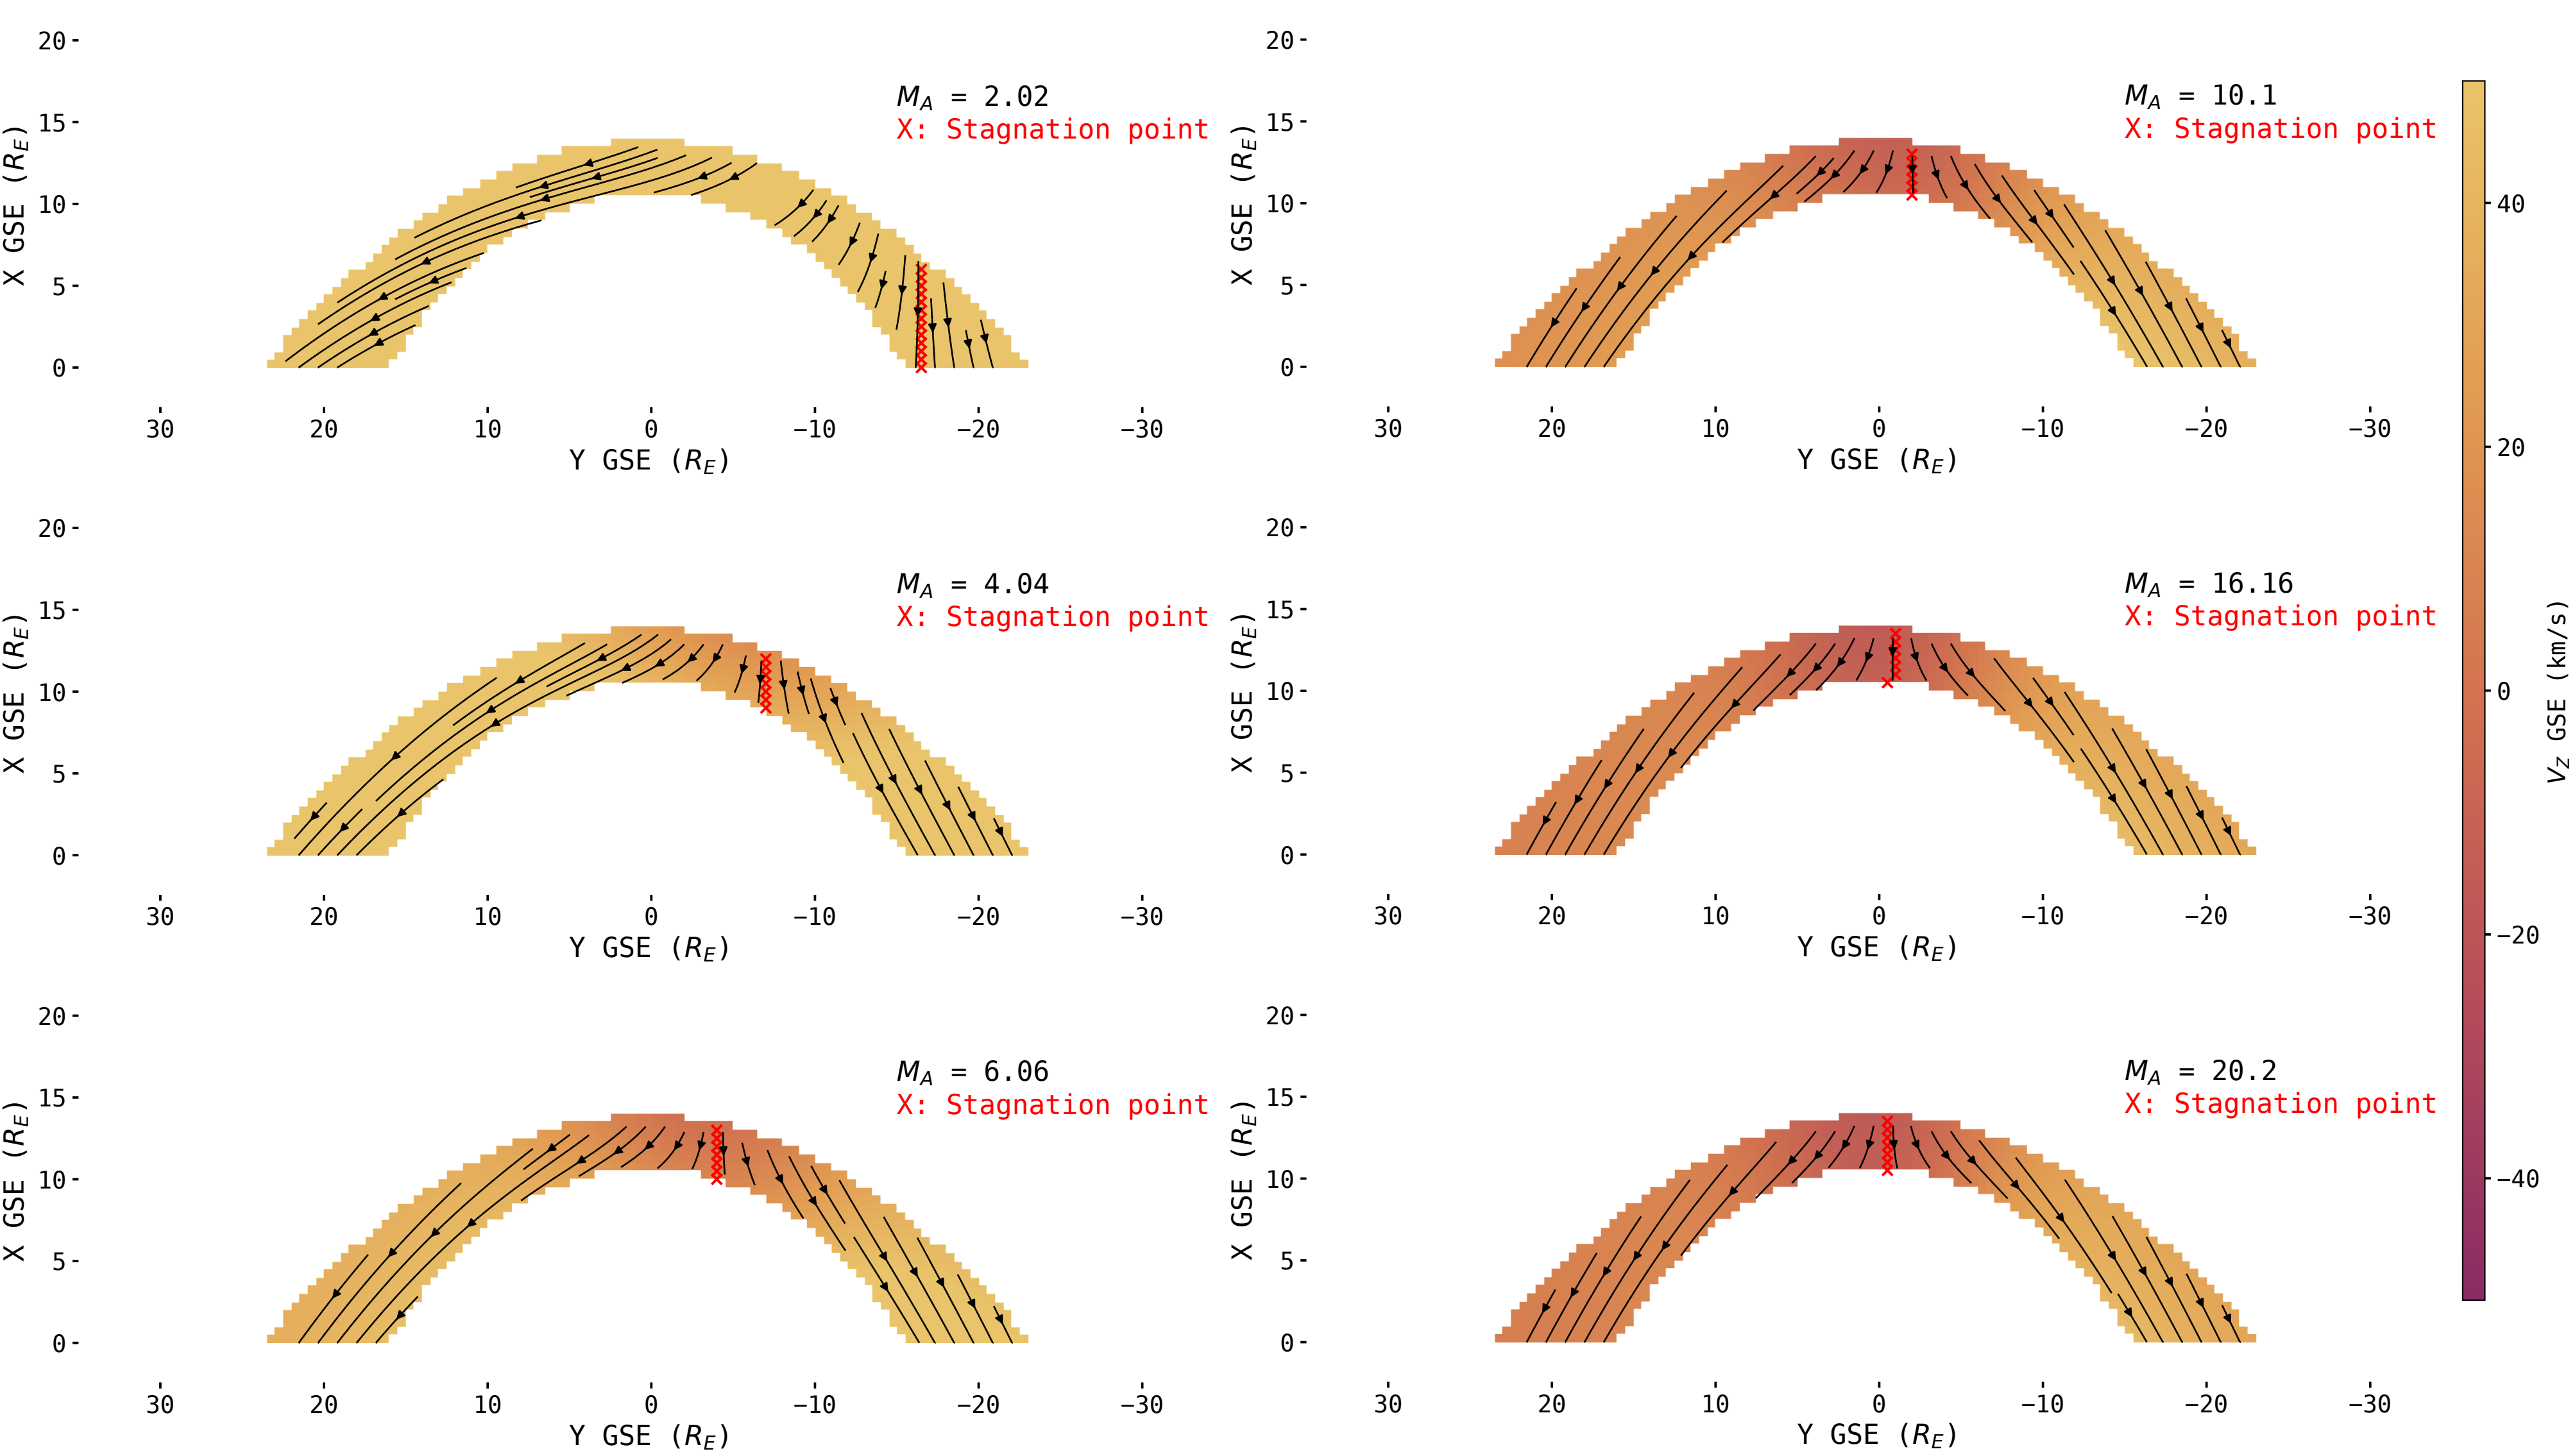 M_A = 2.02
X: Stagnation point
20
15
10
5
0
X GSE (R_E)
30 20 10 0 −10 −20 −30
Y GSE (R_E)
M_A = 10.1
X: Stagnation point
20
15
10
5
0
X GSE (R_E)
30 20 10 0 −10 −20 −30
Y GSE (R_E)
M_A = 4.04
X: Stagnation point
20
15
10
5
0
X GSE (R_E)
30 20 10 0 −10 −20 −30
Y GSE (R_E)
M_A = 16.16
X: Stagnation point
20
15
10
5
0
X GSE (R_E)
30 20 10 0 −10 −20 −30
Y GSE (R_E)
M_A = 6.06
X: Stagnation point
20
15
10
5
0
X GSE (R_E)
30 20 10 0 −10 −20 −30
Y GSE (R_E)
M_A = 20.2
X: Stagnation point
20
15
10
5
0
X GSE (R_E)
30 20 10 0 −10 −20 −30
Y GSE (R_E)
40
20
0
−20
−40
V_Z GSE (km/s)